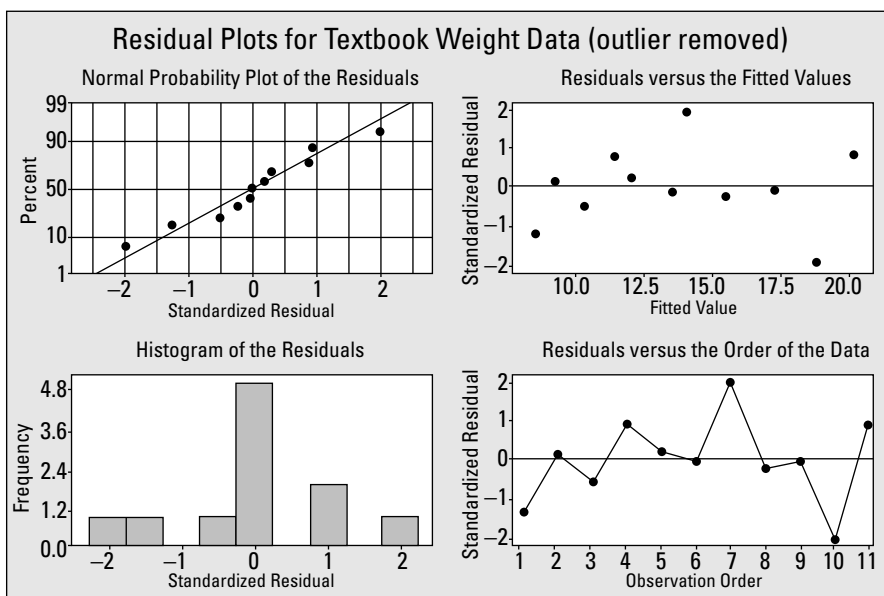 Residual Plots for Textbook Weight Data (outlier removed)
Normal Probability Plot of the Residuals
99
90
50
10
1
Percent
−2 −1 0 1 2
Standardized Residual
Residuals versus the Fitted Values
2
1
0
−1
−2
Standardized Residual
10.0 12.5 15.0 17.5 20.0
Fitted Value
Histogram of the Residuals
4.8
3.6
2.4
1.2
0.0
Frequency
−2 −1 0 1 2
Standardized Residual
Residuals versus the Order of the Data
2
1
0
−1
−2
Standardized Residual
1 2 3 4 5 6 7 8 9 10 11
Observation Order